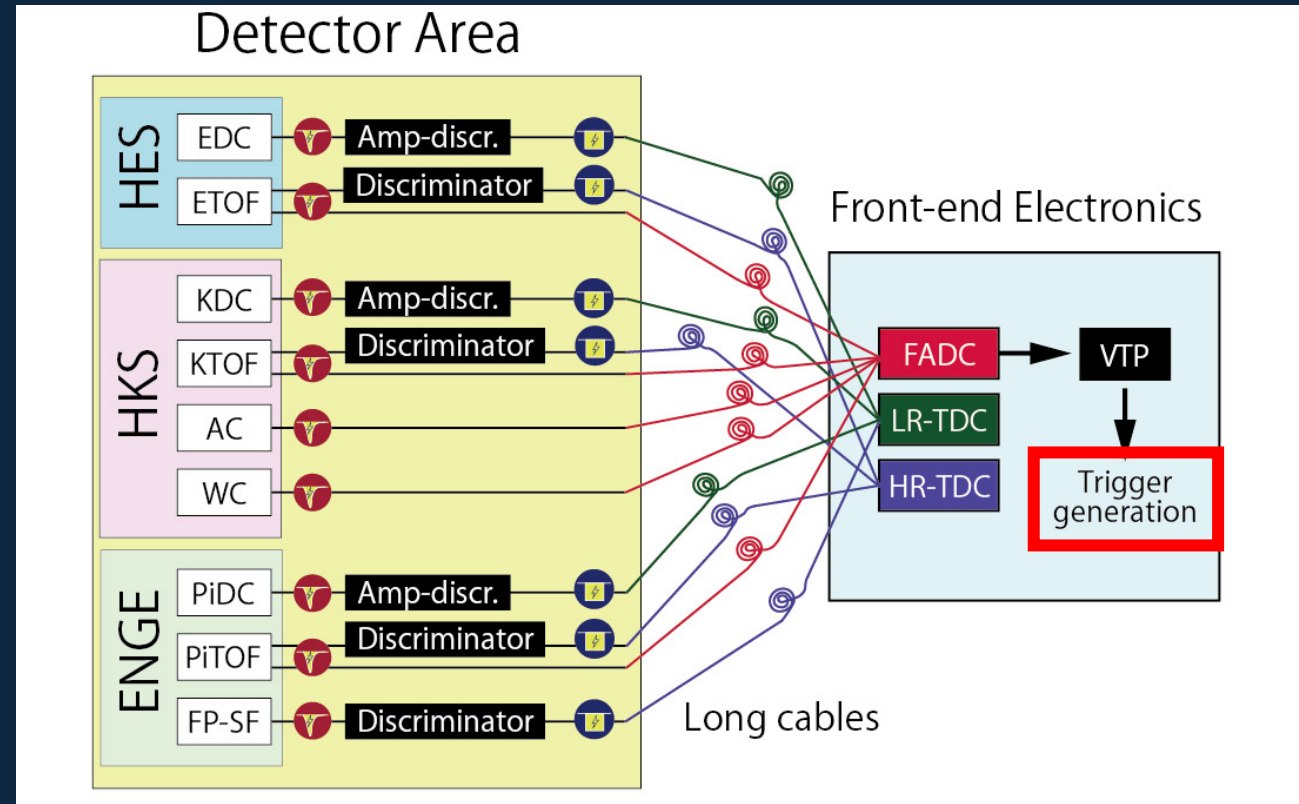 Detector Area
HES
EDC
Amp-discr.
ETOF
Discriminator
HKS
KDC
Amp-discr.
KTOF
Discriminator
AC
WC
ENGE
PiDC
Amp-discr.
PiTOF
Discriminator
FP-SF
Discriminator
Long cables
Front-end Electronics
FADC
VTP
LR-TDC
HR-TDC
Trigger
generation